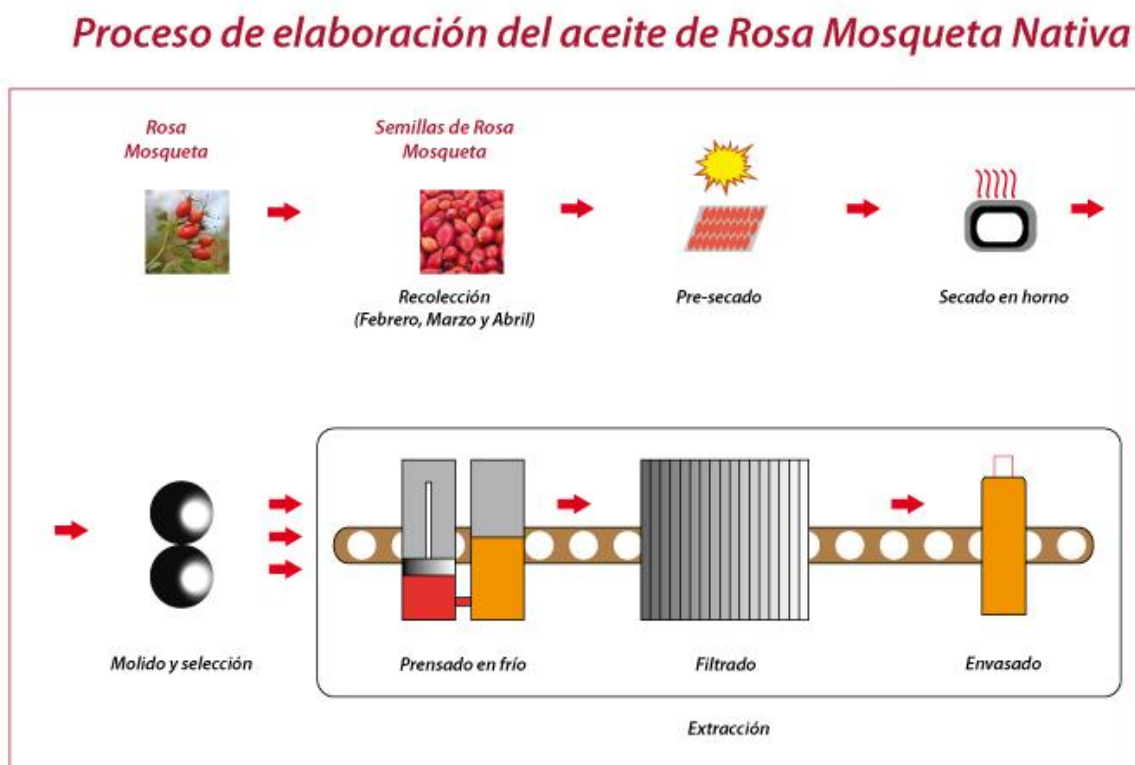 Proceso de elaboración del aceite de Rosa Mosqueta Nativa
Rosa
Mosqueta
Semillas de Rosa
Mosqueta
Recolección
(Febrero, Marzo y Abril)
Pre-secado
Secado en horno
Molido y selección
Prensado en frío
Filtrado
Envasado
Extracción